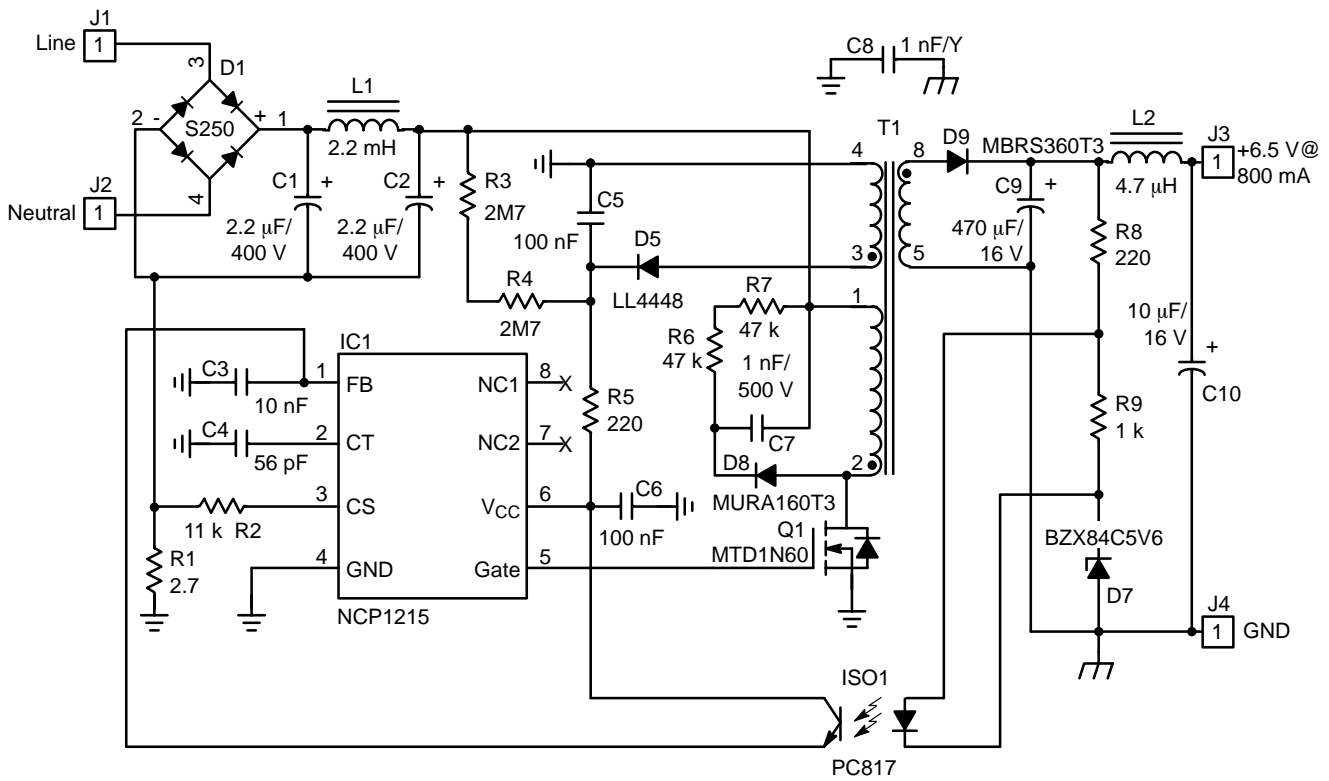 J1
Line 1
3
D1
2 - S250 + 1
4
J2
Neutral 1
L1
2.2 mH
C1 +
2.2 μF/
400 V
C2 +
2.2 μF/
400 V
R3
2M7
R4
2M7
C5
100 nF
D5
LL4448
C8 1 nF/Y
T1
4
3
1
2
8
5
D9
MBRS360T3
L2
4.7 μH
J3
1 +6.5 V@
800 mA
C9 +
470 μF/
16 V
R8
220
10 μF/
16 V
+
C10
R7
47 k
R6
47 k
1 nF/
500 V
C7
D8
MURA160T3
Q1
MTD1N60
R9
1 k
BZX84C5V6
D7
J4
1 GND
IC1
C3
10 nF
1 FB
NC1 8 X
C4
56 pF
2 CT
NC2 7 X
R5
220
11 k R2
3 CS
VCC 6
C6
100 nF
R1
2.7
4 GND
Gate 5
NCP1215
ISO1
PC817